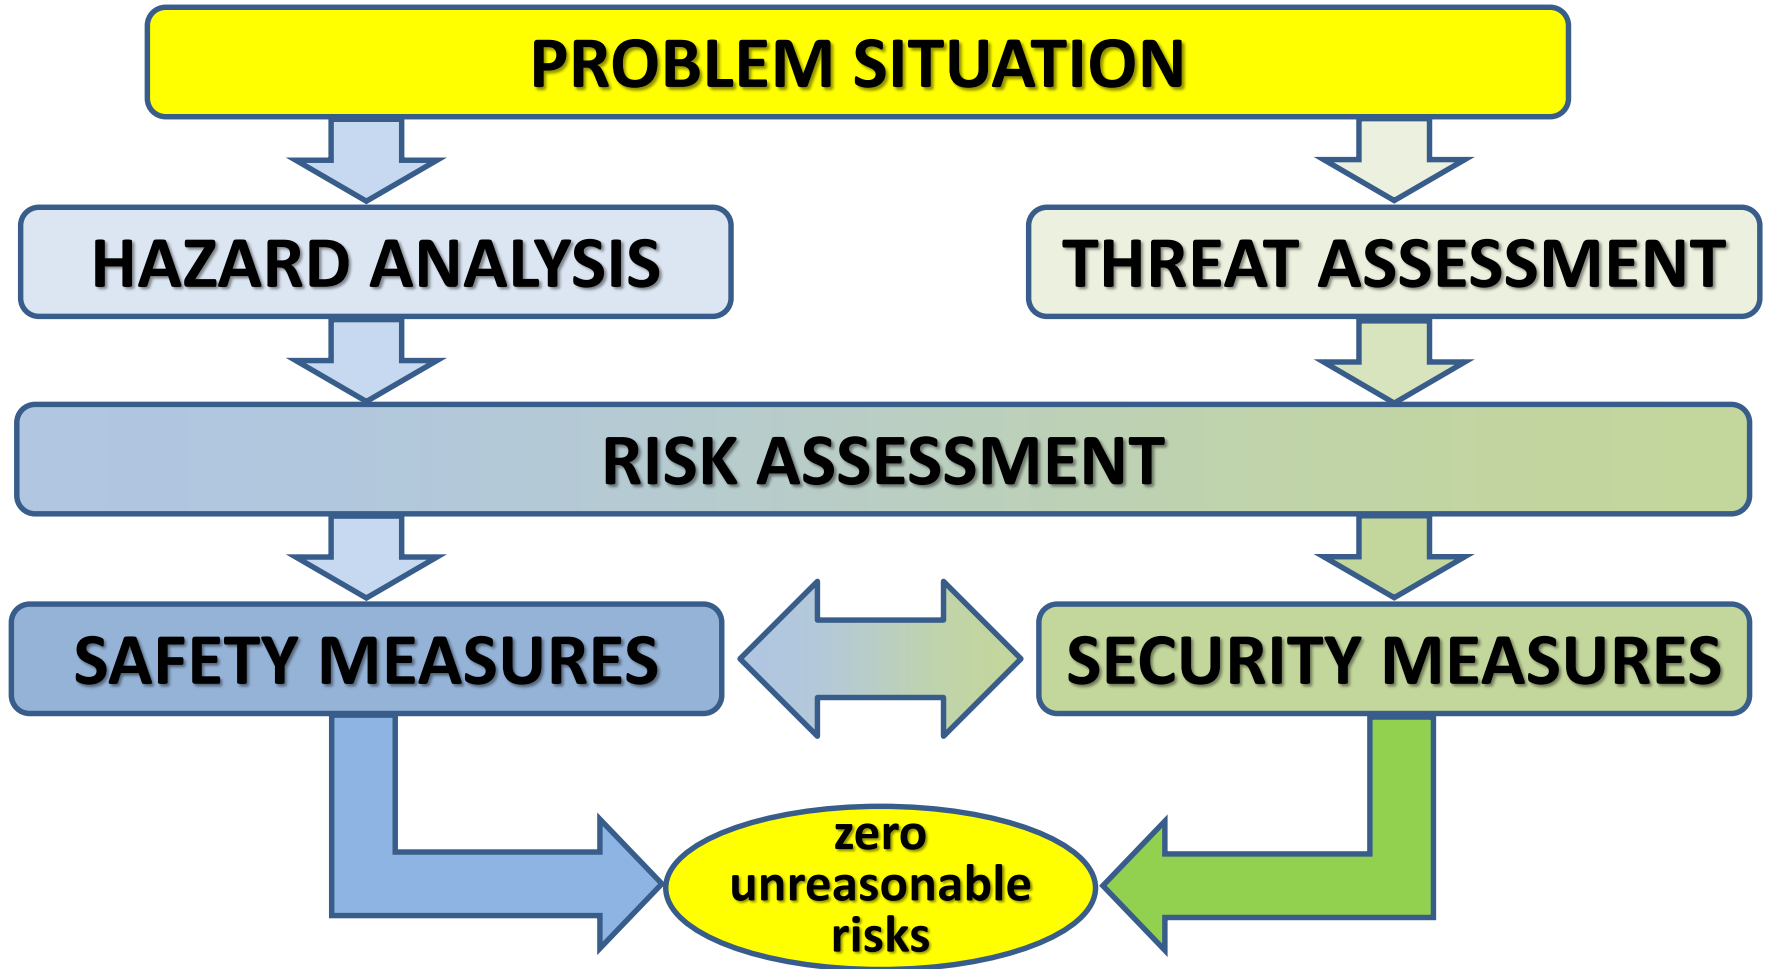 PROBLEM SITUATION
HAZARD ANALYSIS
THREAT ASSESSMENT
RISK ASSESSMENT
SAFETY MEASURES
SECURITY MEASURES
zero
unreasonable
risks